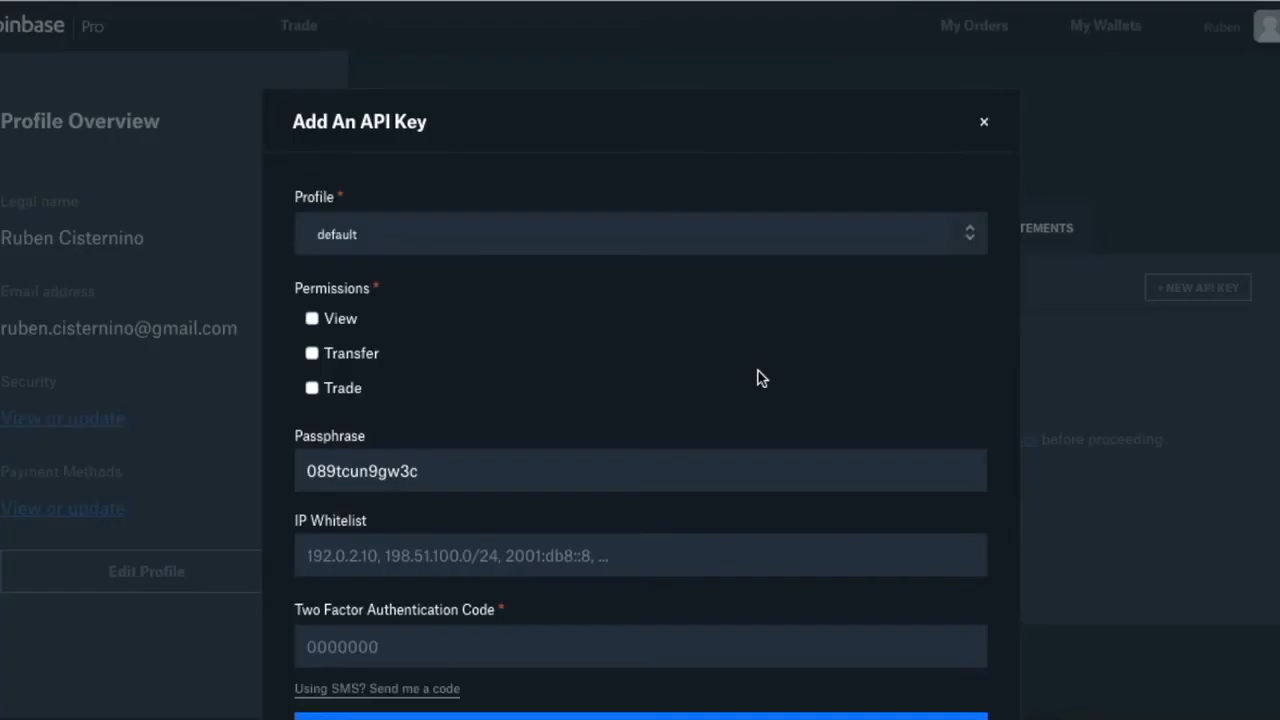 oinbase Pro Trade My Orders My Wallets Ruben
Add An API Key ×
Profile Overview
Profile *
Legal name
default
TEMENTS
Ruben Cisternino
Permissions *
+ NEW API KEY
Email address
View
ruben.cisternino@gmail.com
Transfer
Security
Trade
View or update
Passphrase
before proceeding.
Payment Methods
089tcun9gw3c
View or update
IP Whitelist
192.0.2.10, 198.51.100.0/24, 2001:db8::8, ...
Edit Profile
Two Factor Authentication Code *
0000000
Using SMS? Send me a code